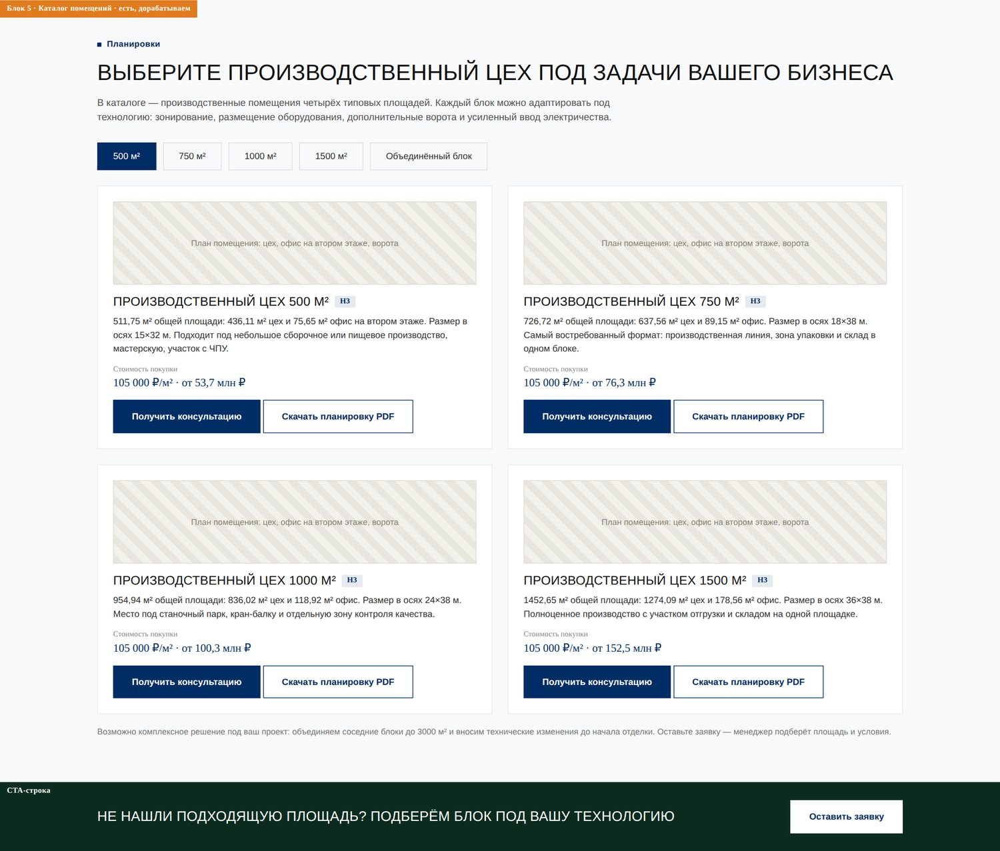 Блок 5 · Каталог помещений · есть, дорабатываем
Планировки
ВЫБЕРИТЕ ПРОИЗВОДСТВЕННЫЙ ЦЕХ ПОД ЗАДАЧИ ВАШЕГО БИЗНЕСА
В каталоге — производственные помещения четырёх типовых площадей. Каждый блок можно адаптировать под
технологию: зонирование, размещение оборудования, дополнительные ворота и усиленный ввод электричества.
500 м² 750 м² 1000 м² 1500 м² Объединённый блок
План помещения: цех, офис на втором этаже, ворота
ПРОИЗВОДСТВЕННЫЙ ЦЕХ 500 М² H3
511,75 м² общей площади: 436,11 м² цех и 75,65 м² офис на втором этаже. Размер в
осях 15×32 м. Подходит под небольшое сборочное или пищевое производство,
мастерскую, участок с ЧПУ.
Стоимость покупки
105 000 ₽/м² · от 53,7 млн ₽
Получить консультацию Скачать планировку PDF
План помещения: цех, офис на втором этаже, ворота
ПРОИЗВОДСТВЕННЫЙ ЦЕХ 750 М² H3
726,72 м² общей площади: 637,56 м² цех и 89,15 м² офис. Размер в осях 18×38 м.
Самый востребованный формат: производственная линия, зона упаковки и склад в
одном блоке.
Стоимость покупки
105 000 ₽/м² · от 76,3 млн ₽
Получить консультацию Скачать планировку PDF
План помещения: цех, офис на втором этаже, ворота
ПРОИЗВОДСТВЕННЫЙ ЦЕХ 1000 М² H3
954,94 м² общей площади: 836,02 м² цех и 118,92 м² офис. Размер в осях 24×38 м.
Место под станочный парк, кран-балку и отдельную зону контроля качества.
Стоимость покупки
105 000 ₽/м² · от 100,3 млн ₽
Получить консультацию Скачать планировку PDF
План помещения: цех, офис на втором этаже, ворота
ПРОИЗВОДСТВЕННЫЙ ЦЕХ 1500 М² H3
1452,65 м² общей площади: 1274,09 м² цех и 178,56 м² офис. Размер в осях 36×38 м.
Полноценное производство с участком отгрузки и складом на одной площадке.
Стоимость покупки
105 000 ₽/м² · от 152,5 млн ₽
Получить консультацию Скачать планировку PDF
Возможно комплексное решение под ваш проект: объединяем соседние блоки до 3000 м² и вносим технические изменения до начала отделки. Оставьте заявку — менеджер подберёт площадь и условия.
CTA-строка
НЕ НАШЛИ ПОДХОДЯЩУЮ ПЛОЩАДЬ? ПОДБЕРЁМ БЛОК ПОД ВАШУ ТЕХНОЛОГИЮ
Оставить заявку